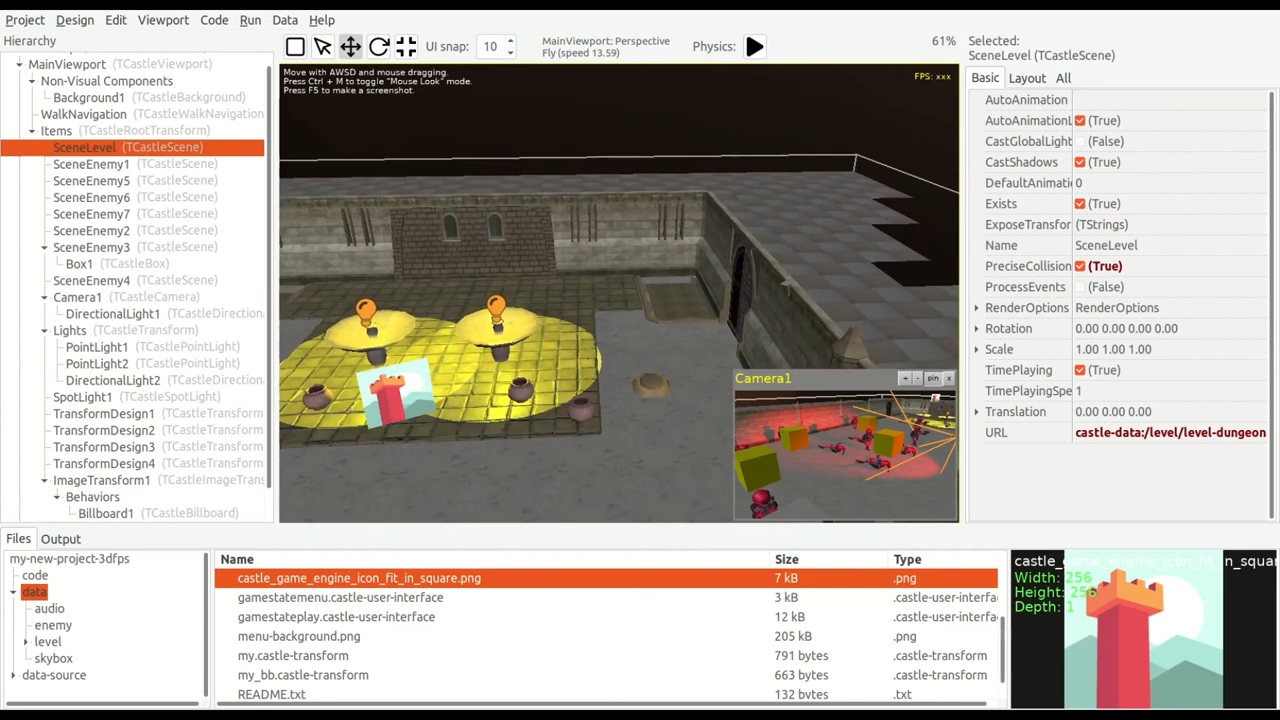 Project Design Edit Viewport Code Run Data Help
Hierarchy
MainViewport (TCastleViewport)
Non-Visual Components
Background1 (TCastleBackground)
WalkNavigation (TCastleWalkNavigation
Items (TCastleRootTransform)
SceneLevel (TCastleScene)
SceneEnemy1 (TCastleScene)
SceneEnemy5 (TCastleScene)
SceneEnemy6 (TCastleScene)
SceneEnemy7 (TCastleScene)
SceneEnemy2 (TCastleScene)
SceneEnemy3 (TCastleScene)
Box1 (TCastleBox)
SceneEnemy4 (TCastleScene)
Camera1 (TCastleCamera)
DirectionalLight1 (TCastleDirection
Lights (TCastleTransform)
PointLight1 (TCastlePointLight)
PointLight2 (TCastlePointLight)
DirectionalLight2 (TCastleDirection
SpotLight1 (TCastleSpotLight)
TransformDesign1 (TCastleTransform
TransformDesign2 (TCastleTransform
TransformDesign3 (TCastleTransform
TransformDesign4 (TCastleTransform
ImageTransform1 (TCastleImageTrans
Behaviors
Billboard1 (TCastleBillboard)
UI snap: 10
MainViewport: Perspective
Fly (speed 13.59)
Physics:
61%
Move with AWSD and mouse dragging.
Press Ctrl + M to toggle "Mouse Look" mode.
Press F5 to make a screenshot.
FPS: xxx
Camera1 + - pin x
Selected:
SceneLevel (TCastleScene)
Basic Layout All
AutoAnimation
AutoAnimationL (True)
CastGlobalLight (False)
CastShadows (True)
DefaultAnimati 0
Exists (True)
ExposeTransfor (TStrings)
Name SceneLevel
PreciseCollision (True)
ProcessEvents (False)
RenderOptions RenderOptions
Rotation 0.00 0.00 0.00 0.00
Scale 1.00 1.00 1.00
TimePlaying (True)
TimePlayingSpe 1
Translation 0.00 0.00 0.00
URL castle-data:/level/level-dungeon
Files Output
my-new-project-3dfps
code
data
audio
enemy
level
skybox
data-source
Name Size Type
castle_game_engine_icon_fit_in_square.png 7 kB .png
gamestatemenu.castle-user-interface 3 kB .castle-user-interfa
gamestateplay.castle-user-interface 12 kB .castle-user-interfa
menu-background.png 205 kB .png
my.castle-transform 791 bytes .castle-transform
my_bb.castle-transform 663 bytes .castle-transform
README.txt 132 bytes .txt
castle_game_engine_icon_fit_in_squar
Width: 256
Height: 256
Depth: 1